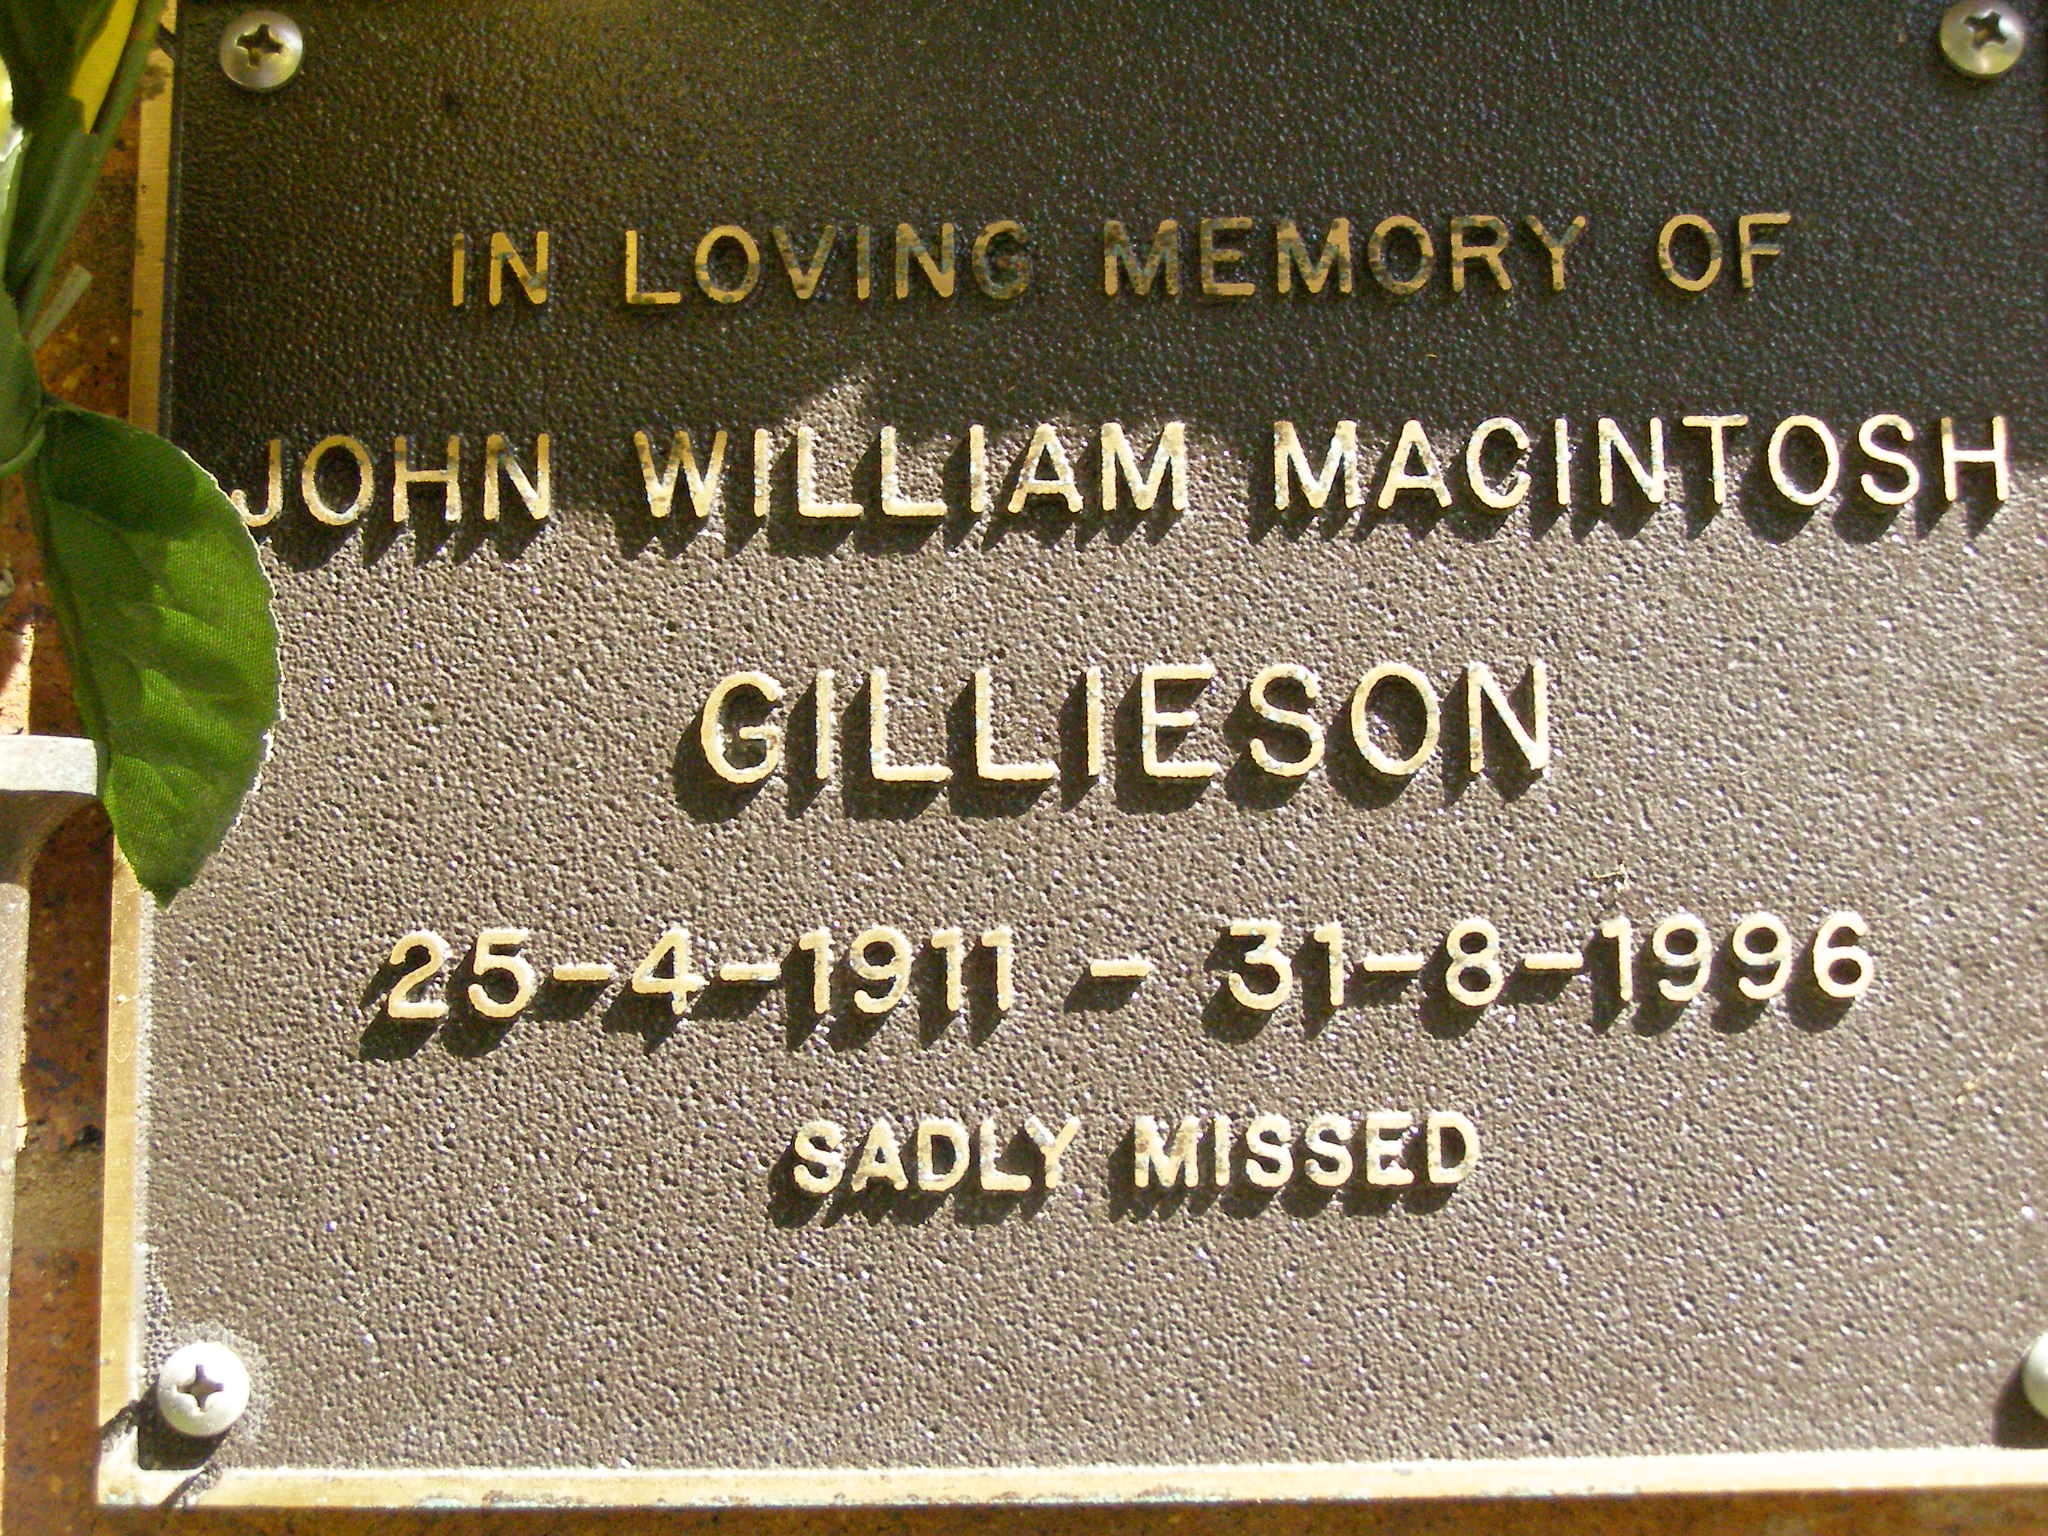 IN LOVING MEMORY OF
JOHN WILLIAM MACINTOSH
GILLIESON
25-4-1911 - 31-8-1996
SADLY MISSED